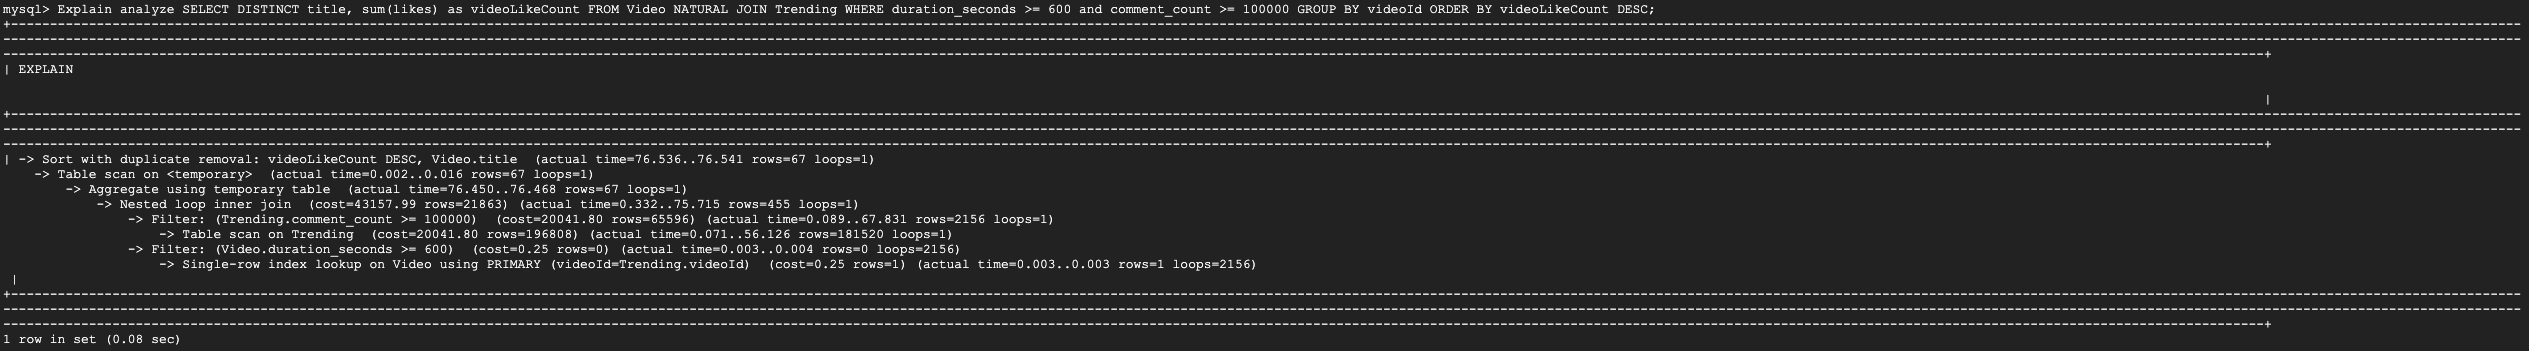 mysql> Explain analyze SELECT DISTINCT title, sum(likes) as videoLikeCount FROM Video NATURAL JOIN Trending WHERE duration_seconds >= 600 and comment_count >= 100000 GROUP BY videoId ORDER BY videoLikeCount DESC;
| EXPLAIN
|
| -> Sort with duplicate removal: videoLikeCount DESC, Video.title  (actual time=76.536..76.541 rows=67 loops=1)
    -> Table scan on <temporary>  (actual time=0.002..0.016 rows=67 loops=1)
        -> Aggregate using temporary table  (actual time=76.450..76.468 rows=67 loops=1)
            -> Nested loop inner join  (cost=43157.99 rows=21863) (actual time=0.332..75.715 rows=455 loops=1)
                -> Filter: (Trending.comment_count >= 100000)  (cost=20041.80 rows=65596) (actual time=0.089..67.831 rows=2156 loops=1)
                    -> Table scan on Trending  (cost=20041.80 rows=196808) (actual time=0.071..56.126 rows=181520 loops=1)
                -> Filter: (Video.duration_seconds >= 600)  (cost=0.25 rows=0) (actual time=0.003..0.004 rows=0 loops=2156)
                    -> Single-row index lookup on Video using PRIMARY (videoId=Trending.videoId)  (cost=0.25 rows=1) (actual time=0.003..0.003 rows=1 loops=2156)
 |
1 row in set (0.08 sec)